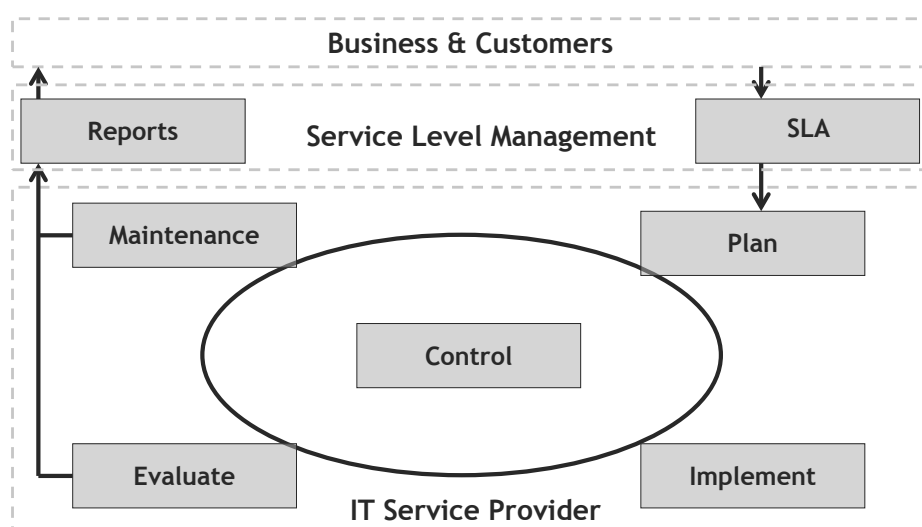 Business & Customers
Reports
Service Level Management
SLA
Maintenance
Plan
Control
Evaluate
Implement
IT Service Provider